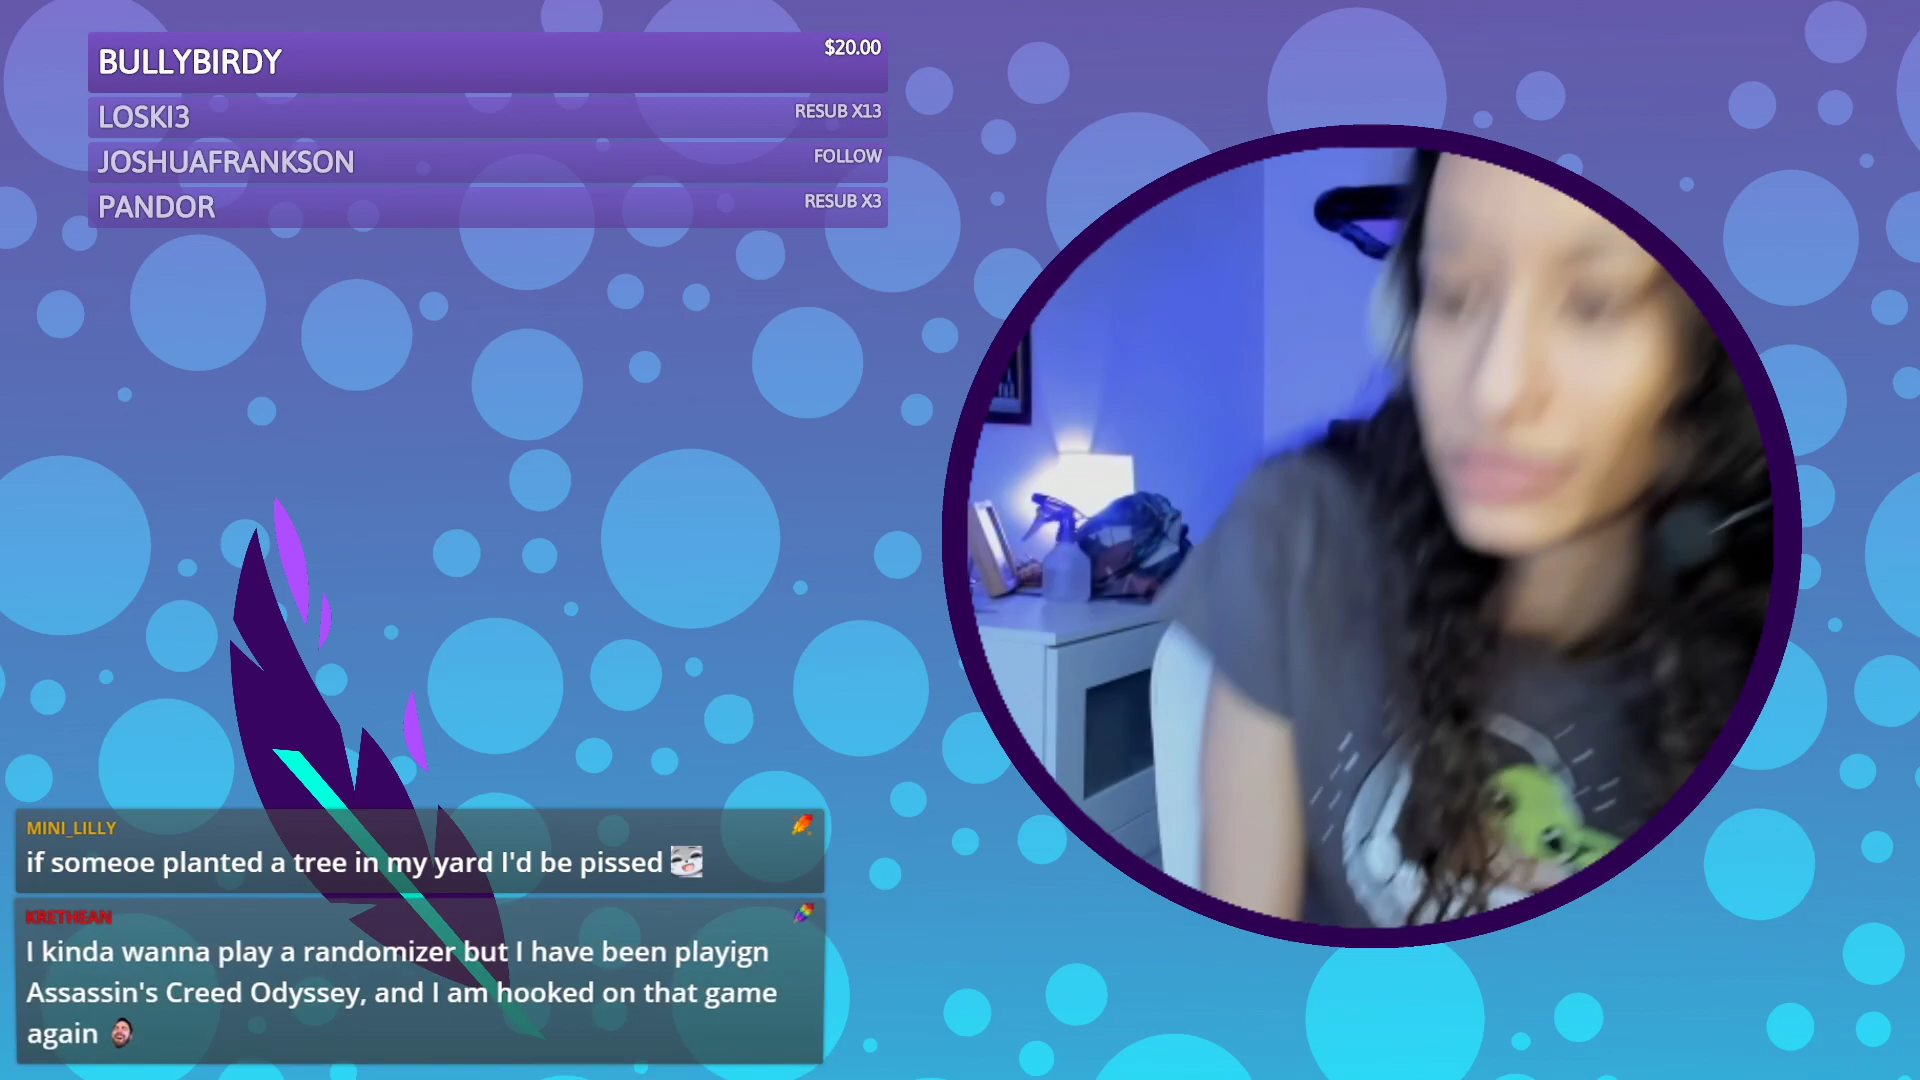 BULLYBIRDY $20.00
LOSKI3 RESUB X13
JOSHUAFRANKSON FOLLOW
PANDOR RESUB X3
MINI_LILLY
if someoe planted a tree in my yard I'd be pissed
KRETHEAN
I kinda wanna play a randomizer but I have been playign
Assassin's Creed Odyssey, and I am hooked on that game
again